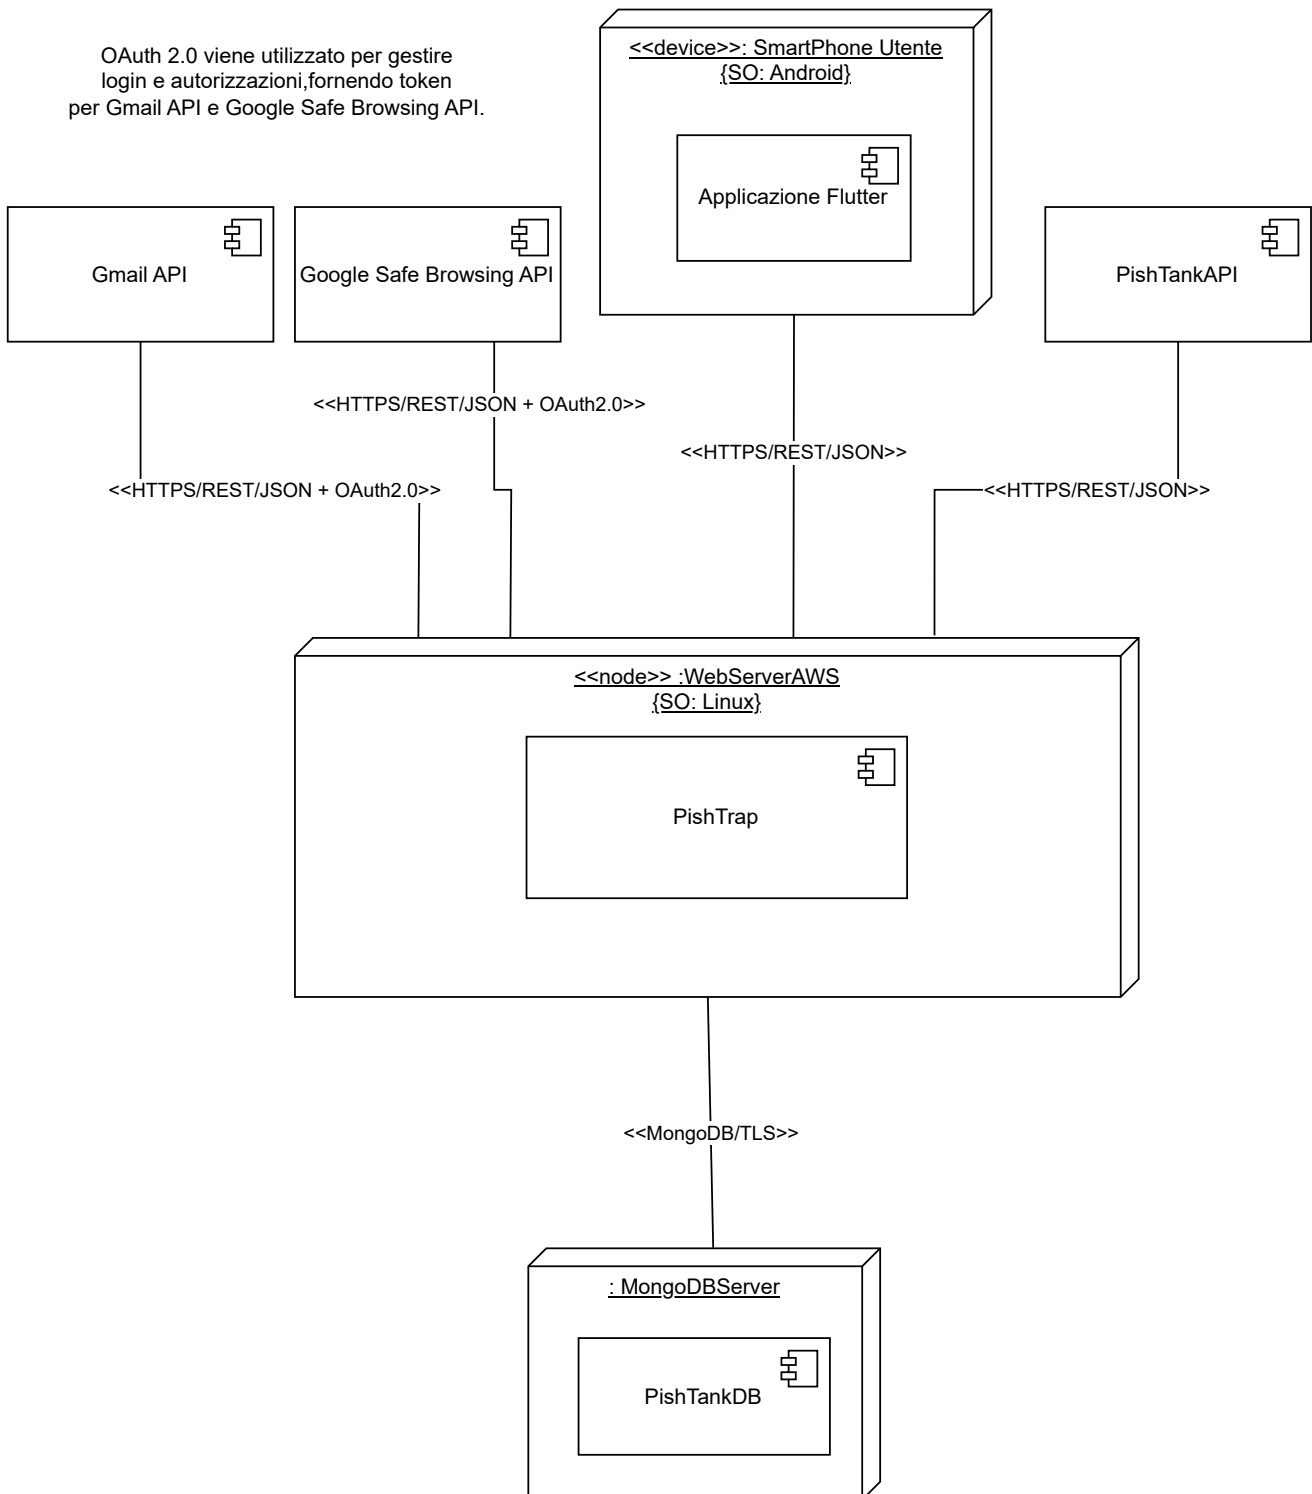 OAuth 2.0 viene utilizzato per gestire
login e autorizzazioni,fornendo token
per Gmail API e Google Safe Browsing API.
<<device>>: SmartPhone Utente
{SO: Android}
Applicazione Flutter
Gmail API
Google Safe Browsing API
PishTankAPI
<<HTTPS/REST/JSON + OAuth2.0>>
<<HTTPS/REST/JSON>>
<<HTTPS/REST/JSON + OAuth2.0>>
<<HTTPS/REST/JSON>>
<<node>> :WebServerAWS
{SO: Linux}
PishTrap
<<MongoDB/TLS>>
: MongoDBServer
PishTankDB